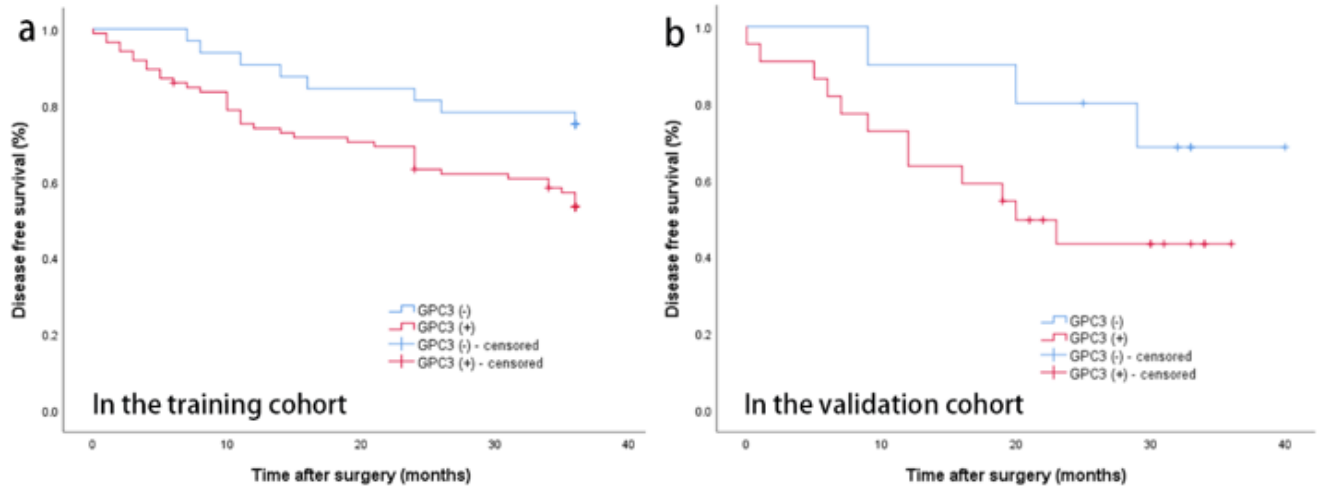 a
Disease free survival (%)
1.0
0.8
0.6
0.4
0.2
0.0
GPC3 (-)
GPC3 (+)
GPC3 (-) - censored
GPC3 (+) - censored
In the training cohort
0 10 20 30 40
Time after surgery (months)
b
Disease free survival (%)
1.0
0.8
0.6
0.4
0.2
0.0
GPC3 (-)
GPC3 (+)
GPC3 (-) - censored
GPC3 (+) - censored
In the validation cohort
0 10 20 30 40
Time after surgery (months)